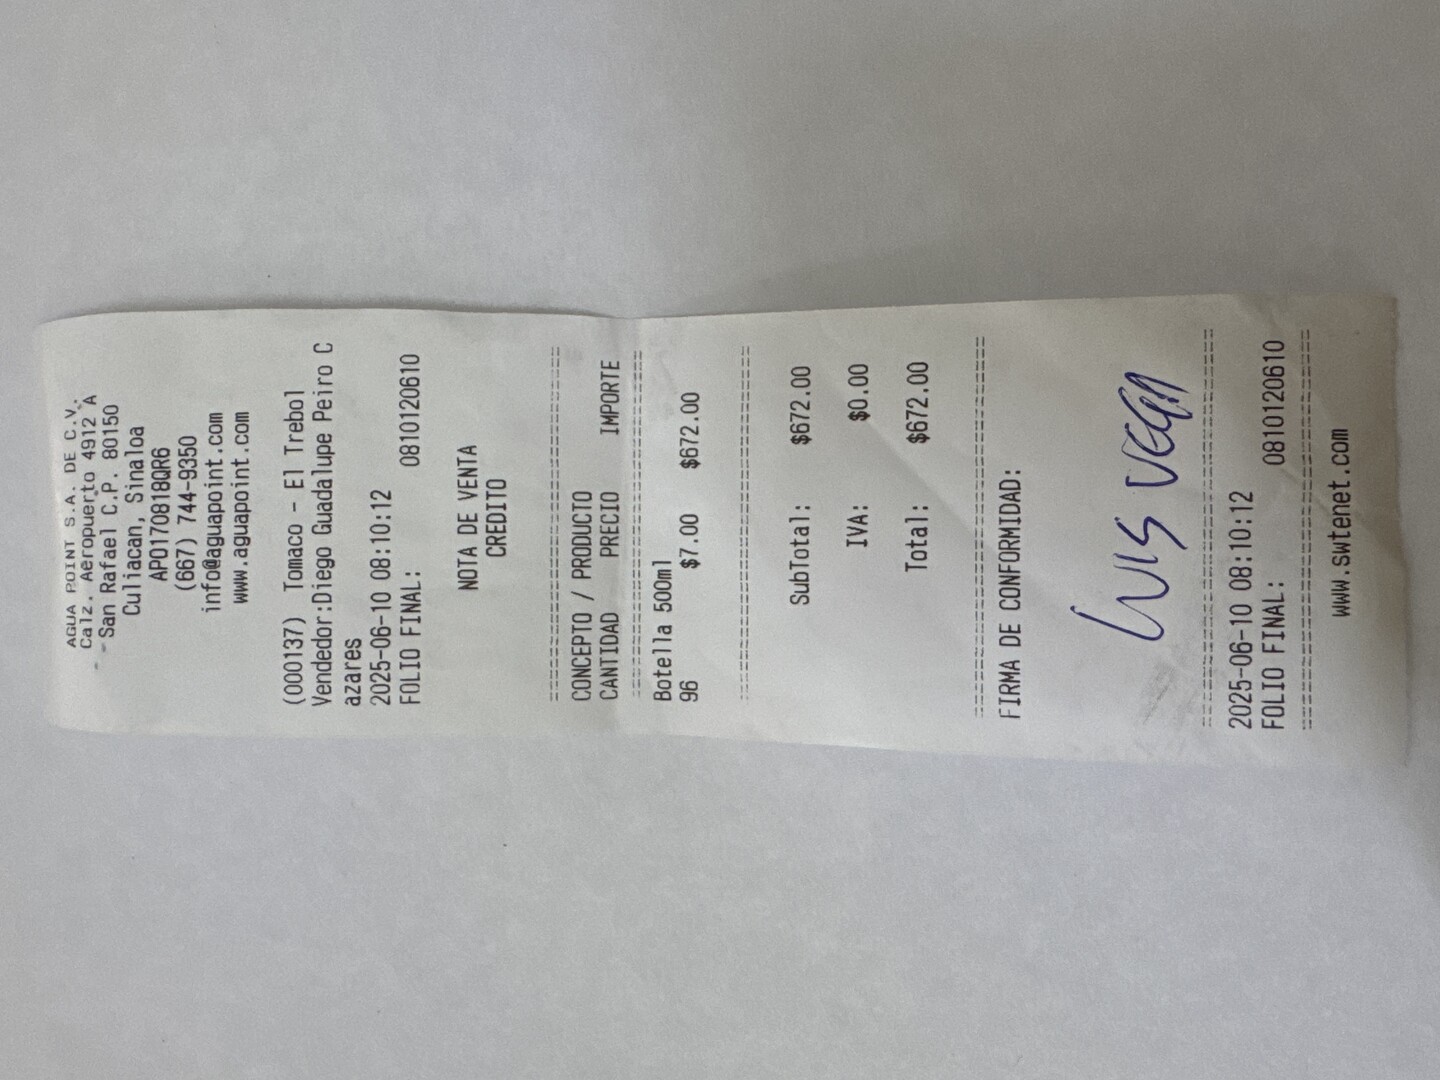 AGUA POINT S.A. DE C.V.
Calz. Aeropuerto 4912 A
San Rafael C.P. 80150
Culiacan, Sinaloa
APO170818QR6
(667) 744-9350
info@aguapoint.com
www.aguapoint.com
(000137) Tomaco - El Trebol
Vendedor:Diego Guadalupe Peiro C
azares
2025-06-10 08:10:12
FOLIO FINAL: 0810120610
NOTA DE VENTA
CREDITO
CONCEPTO / PRODUCTO
CANTIDAD PRECIO IMPORTE
Botella 500ml
96 $7.00 $672.00
SubTotal: $672.00
IVA: $0.00
Total: $672.00
FIRMA DE CONFORMIDAD:
LUIS VEGA
2025-06-10 08:10:12
FOLIO FINAL: 0810120610
www.swtenet.com